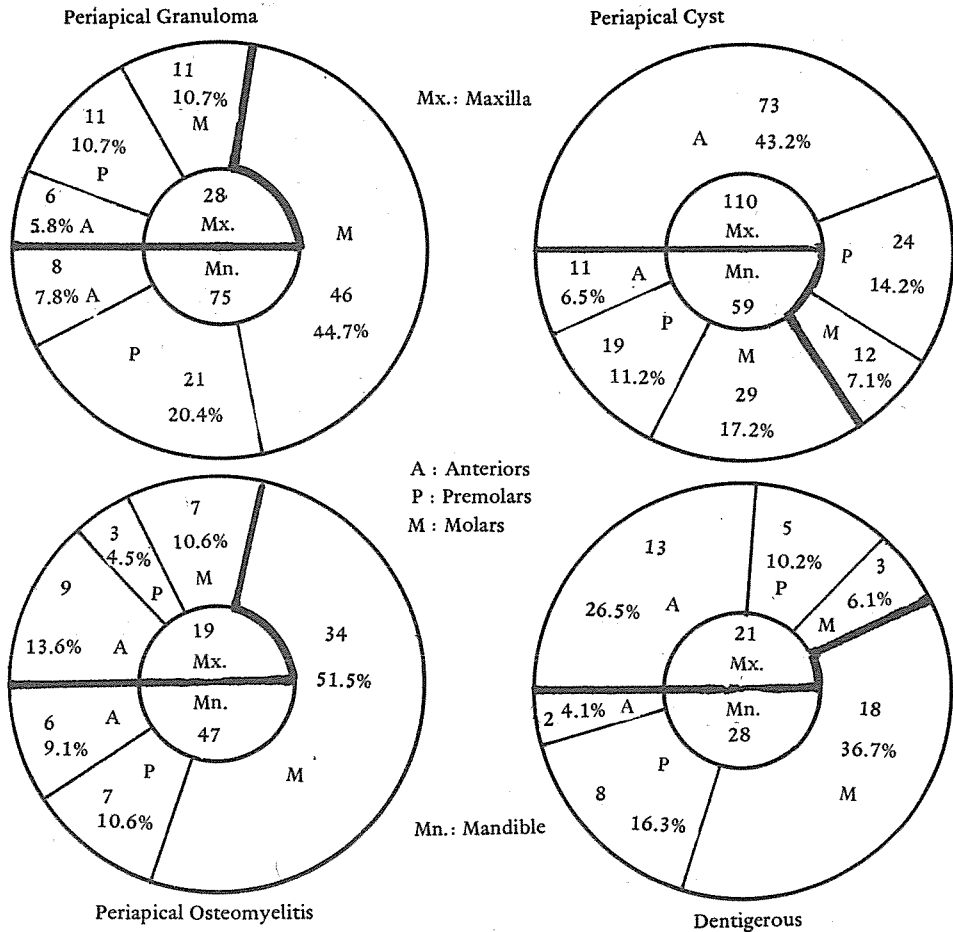 Periapical Granuloma
11
10.7%
M
11
10.7%
P
6
5.8% A
28
Mx.
Mn.
75
8
7.8% A
P
21
20.4%
M
46
44.7%
Periapical Cyst
Mx.: Maxilla
73
A 43.2%
110
Mx.
Mn.
59
P 24
14.2%
M 12
7.1%
11 A
6.5%
P
19
11.2%
M
29
17.2%
A : Anteriors
P : Premolars
M : Molars
7
10.6%
M
3
4.5%
P
9
13.6% A
19
Mx.
Mn.
47
34
51.5%
M
6 A
9.1%
P
7
10.6%
Periapical Osteomyelitis
13
26.5% A
5
10.2%
P
3
6.1%
M
21
Mx.
Mn.
28
2 4.1% A
P
8
16.3%
18
36.7%
M
Mn.: Mandible
Dentigerous